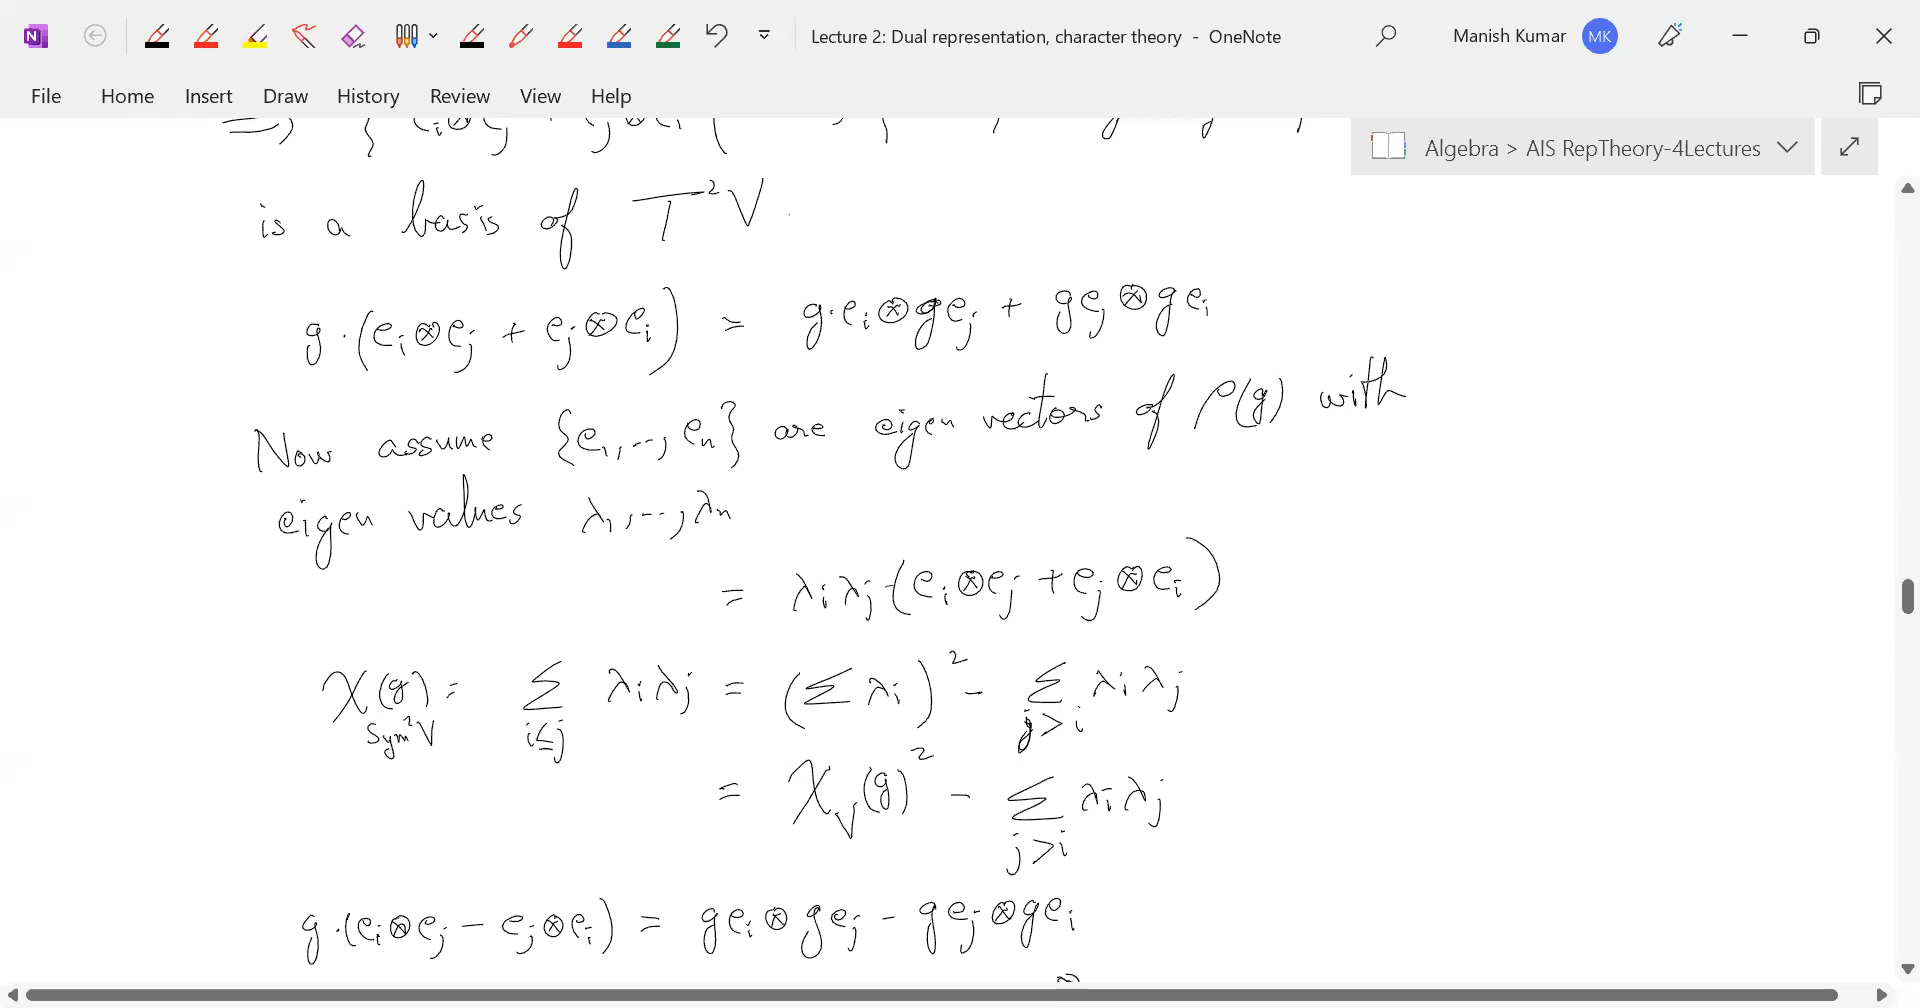 Lecture 2: Dual representation, character theory - OneNote
Manish Kumar MK
File Home Insert Draw History Review View Help
Algebra > AIS RepTheory-4Lectures
is a basis of T²V.
g·(eᵢ⊗eⱼ + eⱼ⊗eᵢ) = g·eᵢ⊗geⱼ + geⱼ⊗geᵢ
Now assume {e₁,..,eₙ} are eigen vectors of ρ(g) with
eigen values λ₁,..,λₙ
= λᵢλⱼ(eᵢ⊗eⱼ + eⱼ⊗eᵢ)
χ_{Sym²V}(g) = Σ_{i≤j} λᵢλⱼ = (Σλᵢ)² - Σ_{j>i} λᵢλⱼ
= χ_V(g)² - Σ_{j>i} λᵢλⱼ
g·(eᵢ⊗eⱼ - eⱼ⊗eᵢ) = geᵢ⊗geⱼ - geⱼ⊗geᵢ